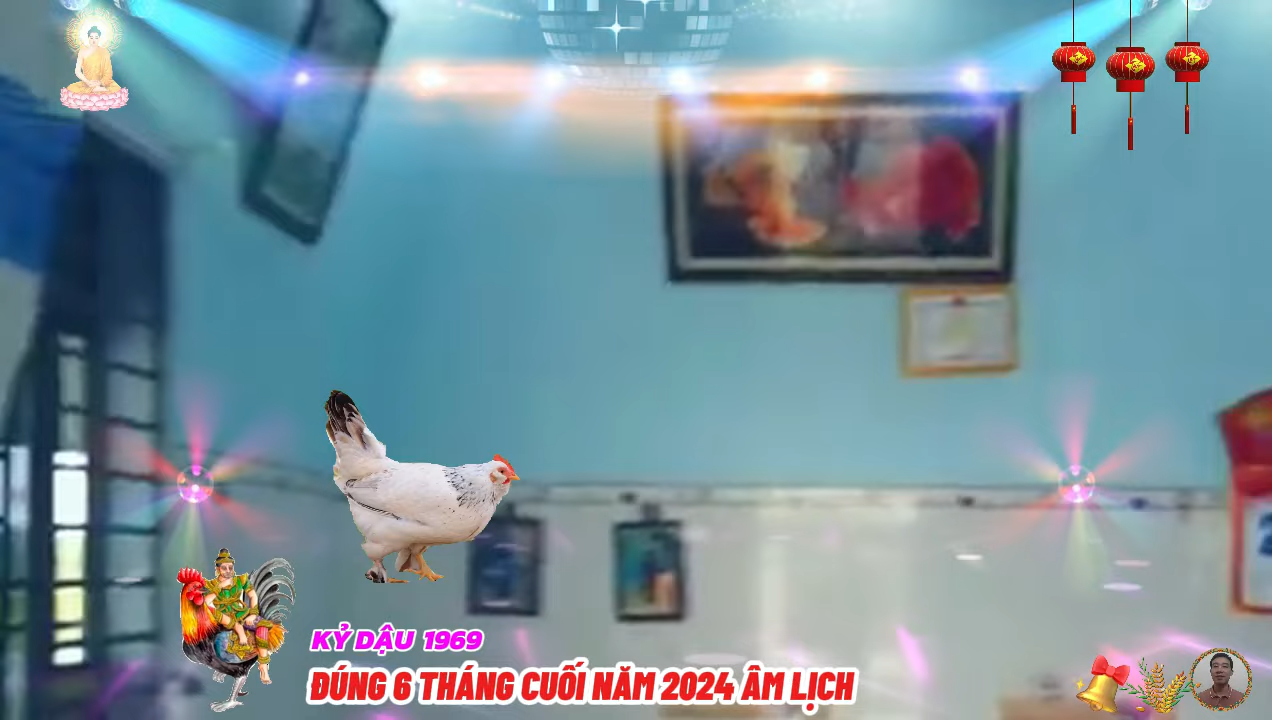 KỶ DẬU 1969
ĐÚNG 6 THÁNG CUỐI NĂM 2024 ÂM LỊCH